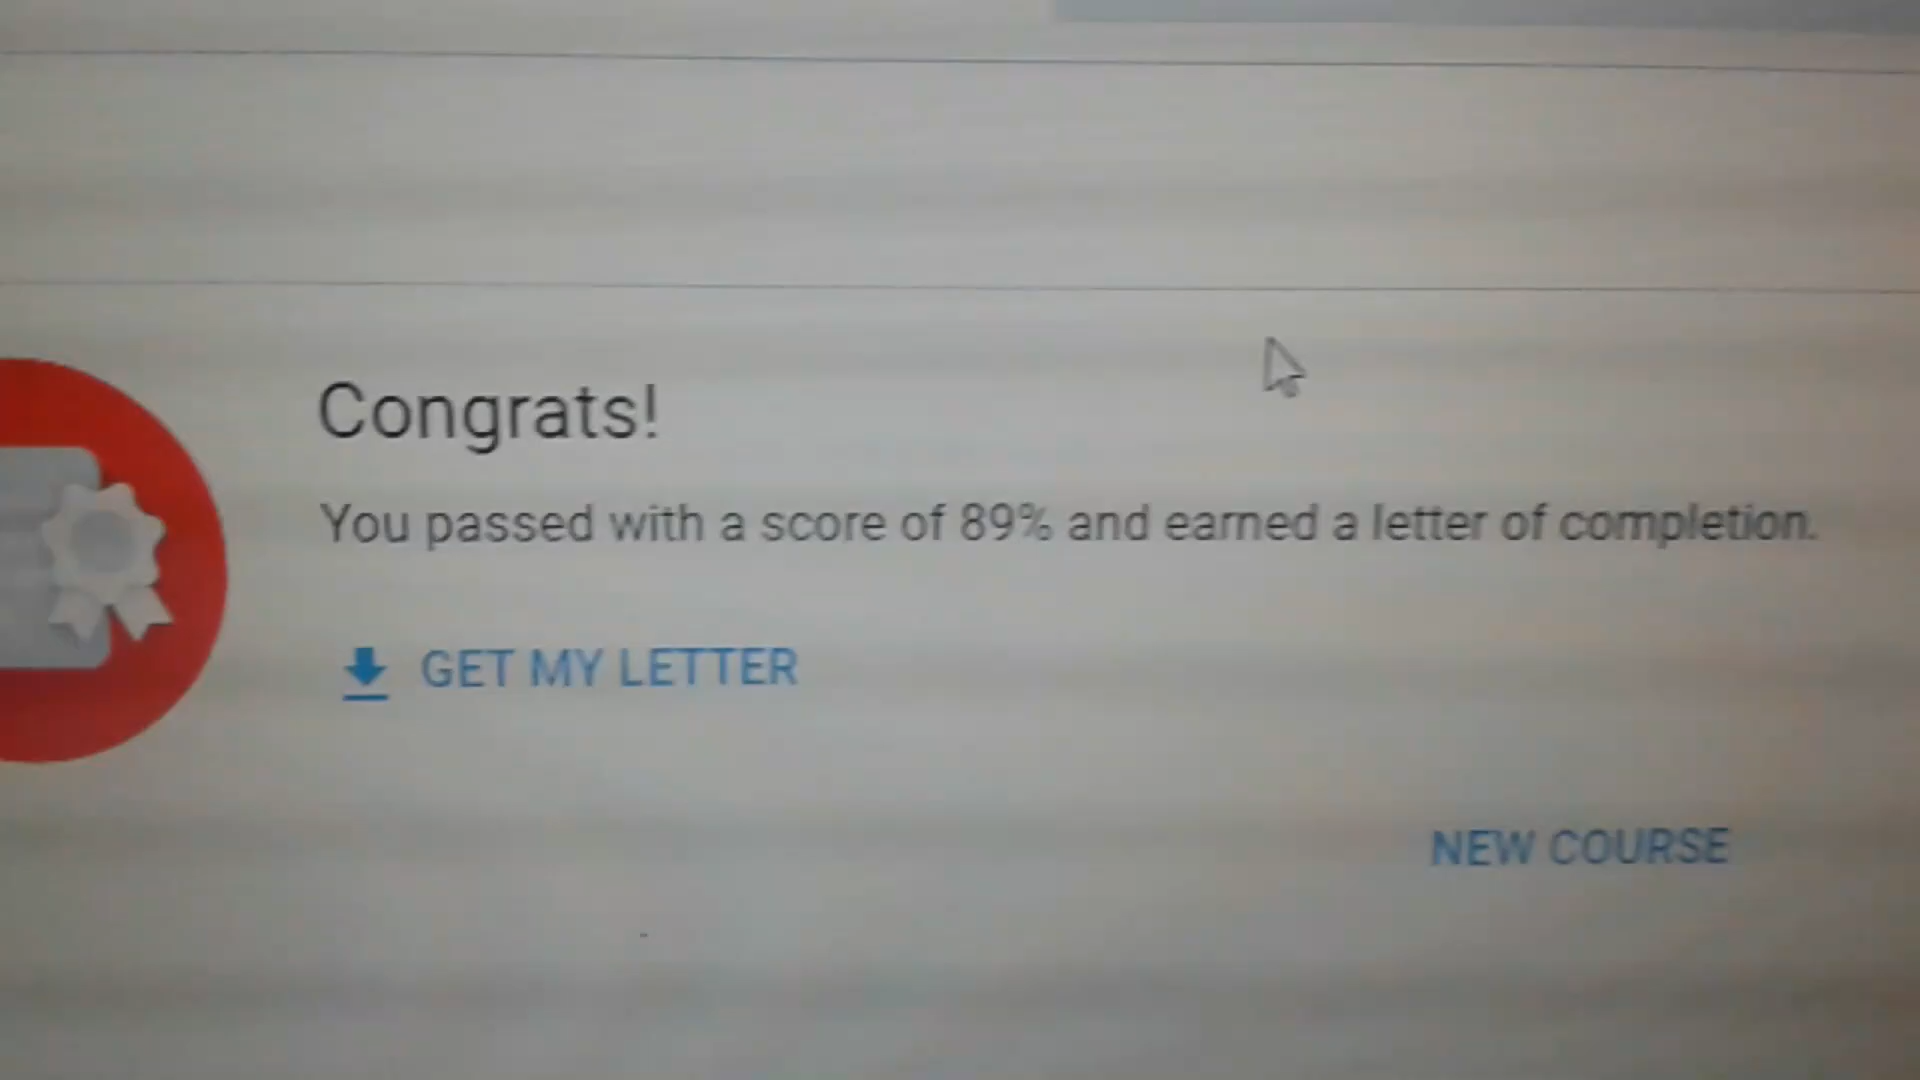 Congrats!
You passed with a score of 89% and earned a letter of completion.
GET MY LETTER
NEW COURSE